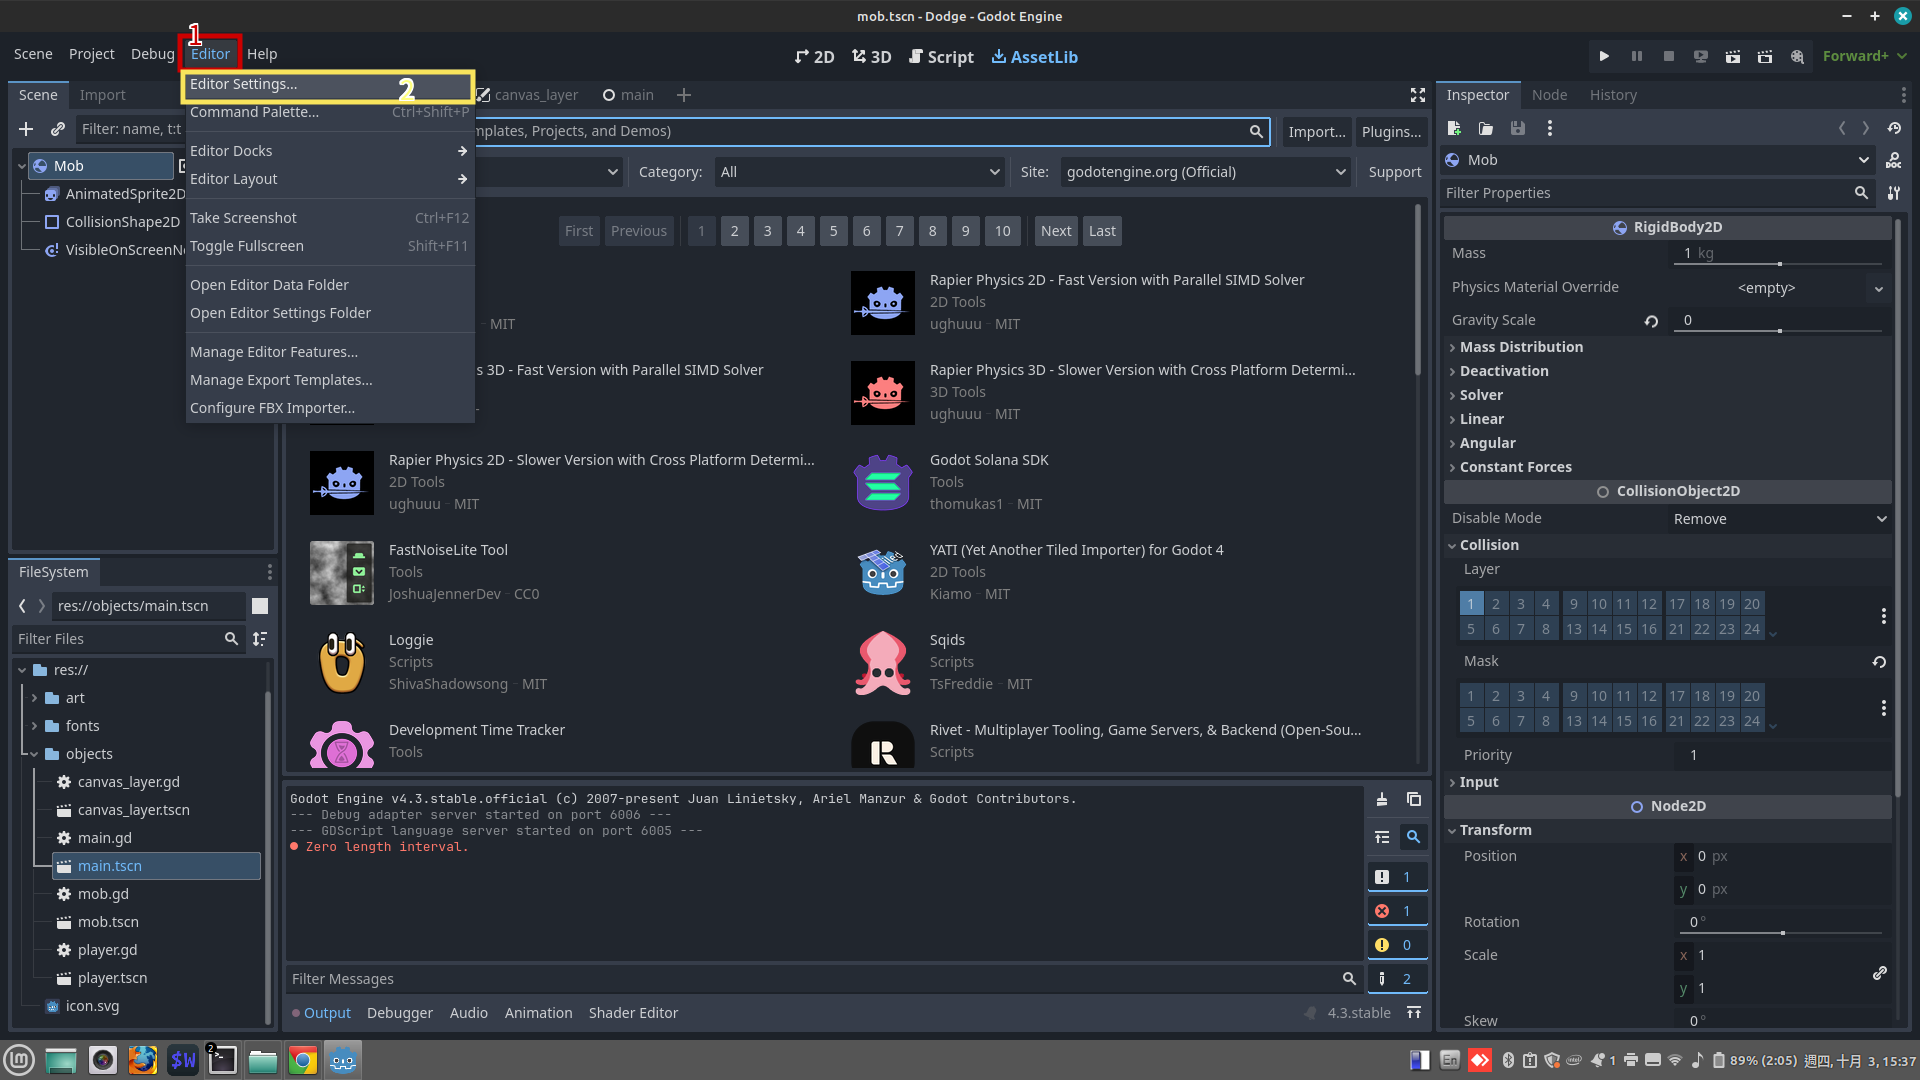 mob.tscn - Dodge - Godot Engine
1
Scene Project Debug Editor Help
2D 3D Script AssetLib
Forward+
Editor Settings...
2
Command Palette... Ctrl+Shift+P
Editor Docks
Editor Layout
Take Screenshot Ctrl+F12
Toggle Fullscreen Shift+F11
Open Editor Data Folder
Open Editor Settings Folder
Manage Editor Features...
Manage Export Templates...
Configure FBX Importer...
Scene Import
Filter: name, t:t
Mob
AnimatedSprite2D
CollisionShape2D
VisibleOnScreenNo
canvas_layer main
mplates, Projects, and Demos)
Import... Plugins...
Category: All Site: godotengine.org (Official) Support
First Previous 1 2 3 4 5 6 7 8 9 10 Next Last
- MIT
Rapier Physics 2D - Fast Version with Parallel SIMD Solver
2D Tools
ughuuu - MIT
s 3D - Fast Version with Parallel SIMD Solver
Rapier Physics 3D - Slower Version with Cross Platform Determi...
3D Tools
ughuuu - MIT
Rapier Physics 2D - Slower Version with Cross Platform Determi...
2D Tools
ughuuu - MIT
Godot Solana SDK
Tools
thomukas1 - MIT
FastNoiseLite Tool
Tools
JoshuaJennerDev - CC0
YATI (Yet Another Tiled Importer) for Godot 4
2D Tools
Kiamo - MIT
Loggie
Scripts
ShivaShadowsong - MIT
Sqids
Scripts
TsFreddie - MIT
Development Time Tracker
Tools
R
Rivet - Multiplayer Tooling, Game Servers, & Backend (Open-Sou...
Scripts
FileSystem
res://objects/main.tscn
Filter Files
res://
art
fonts
objects
canvas_layer.gd
canvas_layer.tscn
main.gd
main.tscn
mob.gd
mob.tscn
player.gd
player.tscn
icon.svg
Godot Engine v4.3.stable.official (c) 2007-present Juan Linietsky, Ariel Manzur & Godot Contributors.
--- Debug adapter server started on port 6006 ---
--- GDScript language server started on port 6005 ---
Zero length interval.
1
1
0
2
Filter Messages
Output Debugger Audio Animation Shader Editor
4.3.stable
Inspector Node History
Mob
DOC
Filter Properties
RigidBody2D
Mass 1 kg
Physics Material Override <empty>
Gravity Scale 0
Mass Distribution
Deactivation
Solver
Linear
Angular
Constant Forces
CollisionObject2D
Disable Mode Remove
Collision
Layer
1 2 3 4 9 10 11 12 17 18 19 20
5 6 7 8 13 14 15 16 21 22 23 24
Mask
1 2 3 4 9 10 11 12 17 18 19 20
5 6 7 8 13 14 15 16 21 22 23 24
Priority 1
Input
Node2D
Transform
Position x 0 px
y 0 px
Rotation 0°
Scale x 1
y 1
Skew 0°
$W
2
En
1
89% (2:05) 週四, 十月 3, 15:37